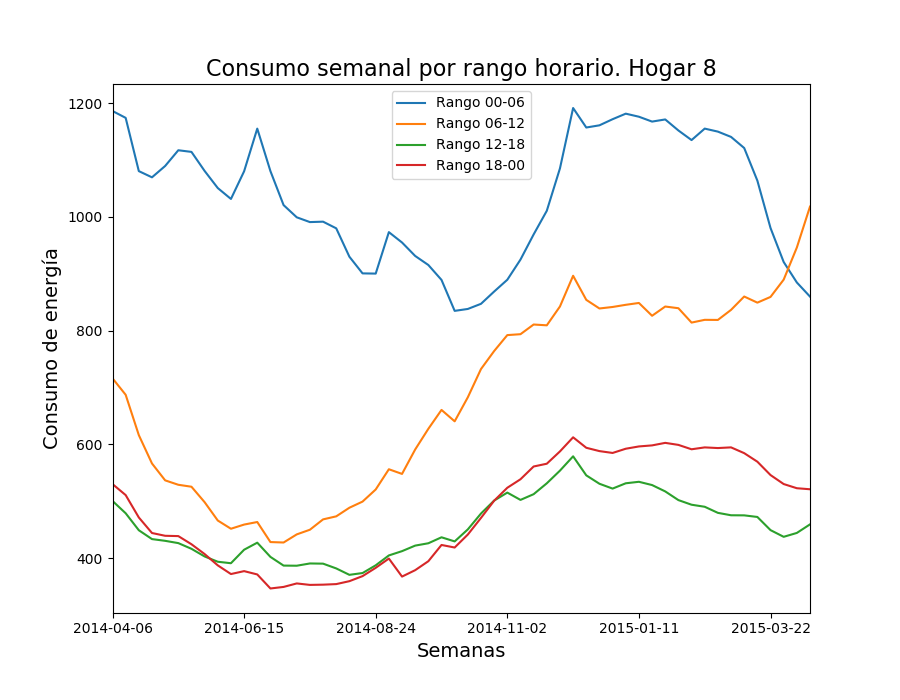 Consumo semanal por rango horario. Hogar 8
Rango 00-06
Rango 06-12
Rango 12-18
Rango 18-00
Consumo de energía
1200
1000
800
600
400
2014-04-06
2014-06-15
2014-08-24
2014-11-02
2015-01-11
2015-03-22
Semanas